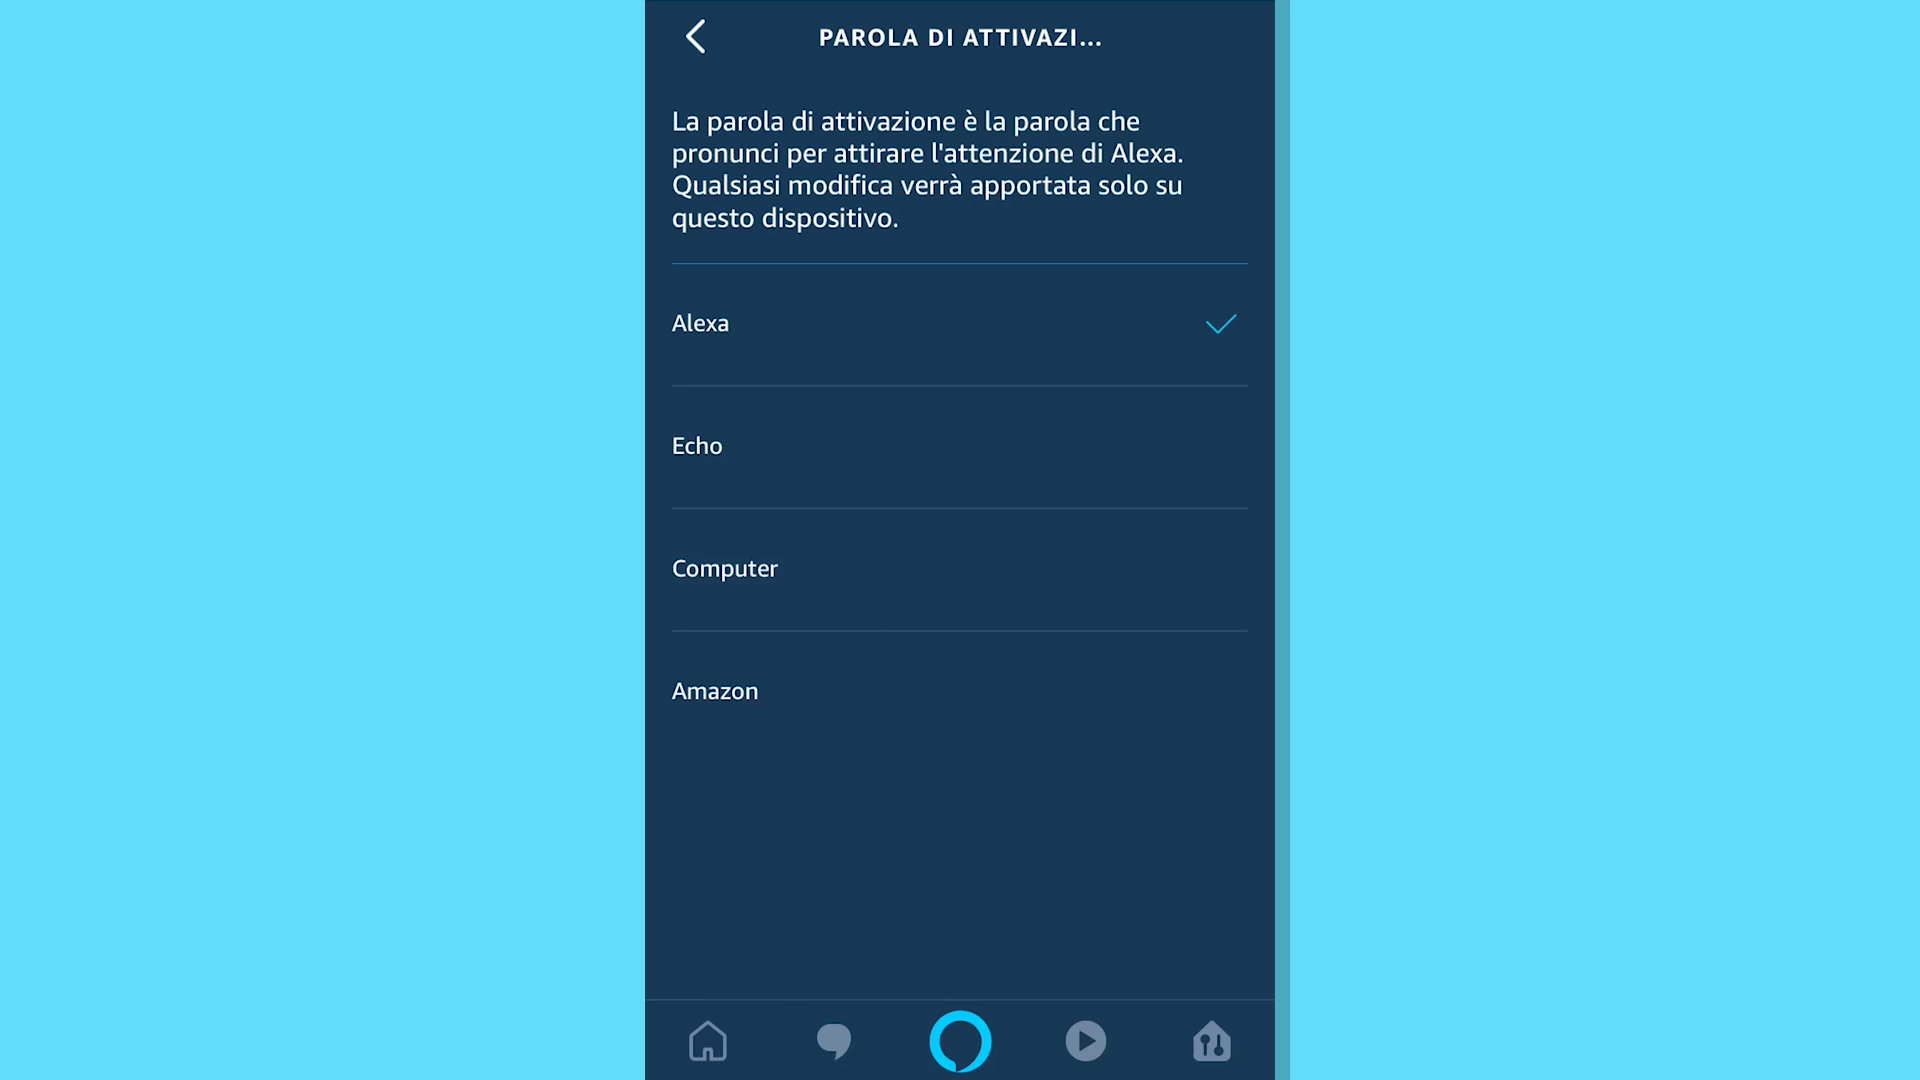 PAROLA DI ATTIVAZI...
La parola di attivazione è la parola che
pronunci per attirare l'attenzione di Alexa.
Qualsiasi modifica verrà apportata solo su
questo dispositivo.
Alexa
Echo
Computer
Amazon